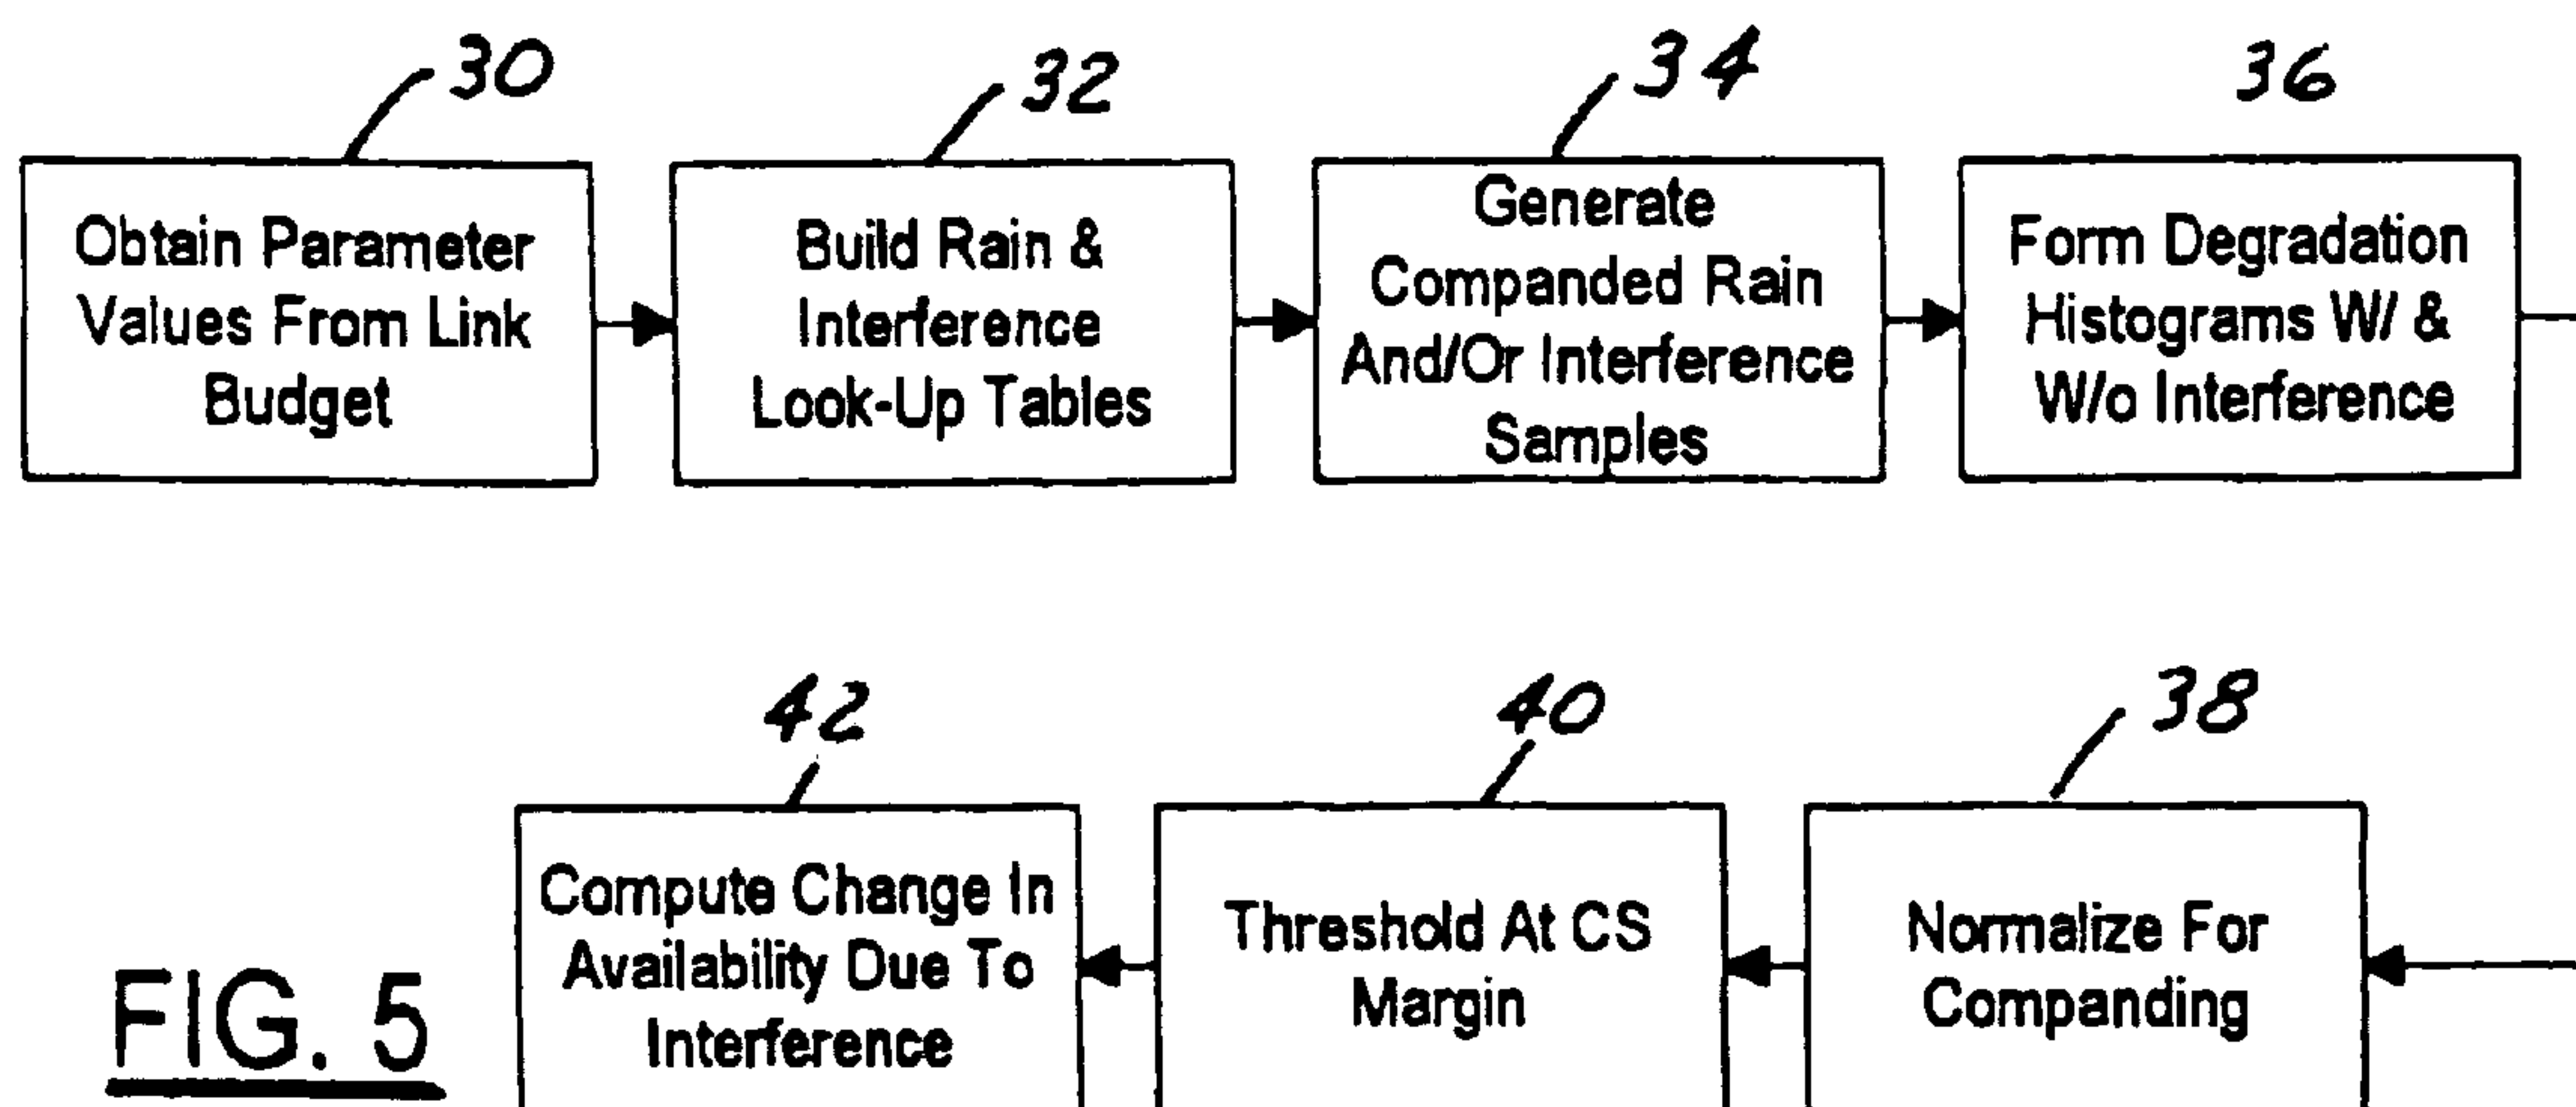 30
Obtain Parameter
Values From Link
Budget
32
Build Rain &
Interference
Look-Up Tables
34
Generate
Companded Rain
And/Or Interference
Samples
36
Form Degradation
Histograms W/ &
W/o Interference
38
Normalize For
Companding
40
Threshold At CS
Margin
42
Compute Change In
Availability Due To
Interference
FIG. 5